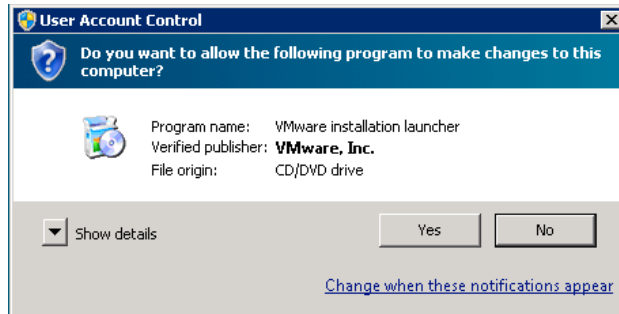 User Account Control
Do you want to allow the following program to make changes to this
computer?
Program name: VMware installation launcher
Verified publisher: VMware, Inc.
File origin: CD/DVD drive
Show details
Yes
No
Change when these notifications appear